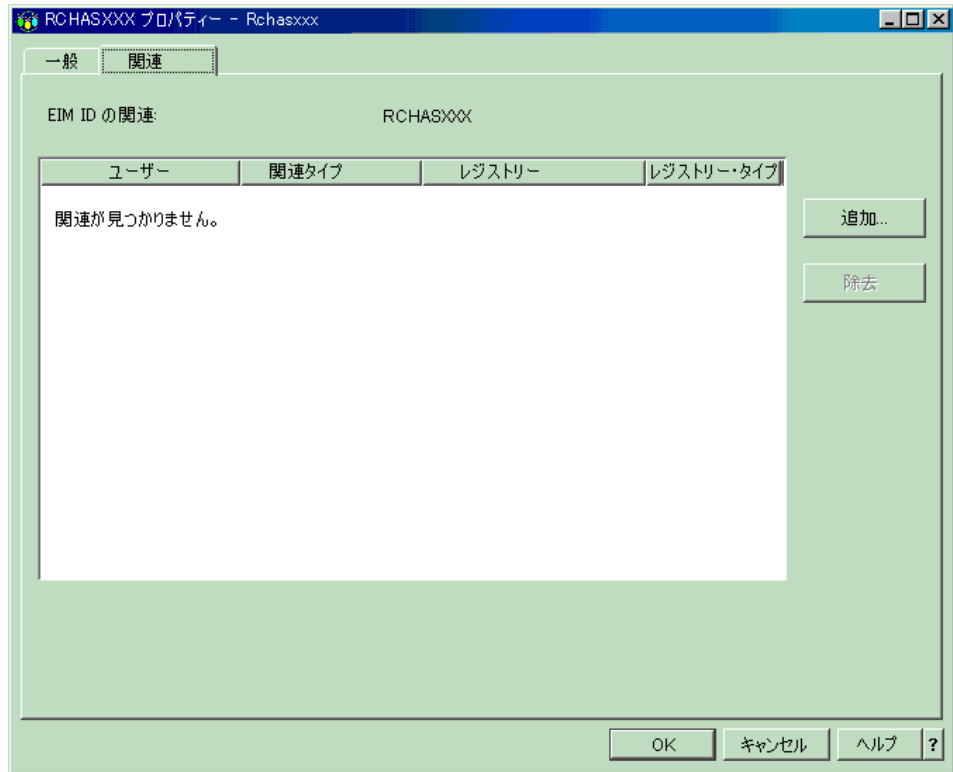 RCHASXXX プロパティー - Rchasxxx
一般 関連
EIM ID の関連: RCHASXXX
ユーザー 関連タイプ レジストリー レジストリー・タイプ
関連が見つかりません。
追加...
除去
OK キャンセル ヘルプ ?